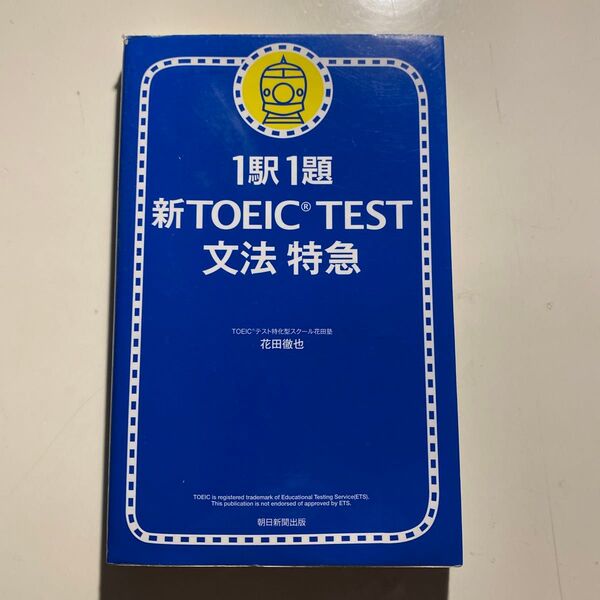 1駅1題
新TOEIC® TEST
文法 特急
TOEIC®テスト特化型スクール花田塾
花田徹也
TOEIC is registered trademark of Educational Testing Service(ETS).
This publication is not endorsed of approved by ETS.
朝日新聞出版